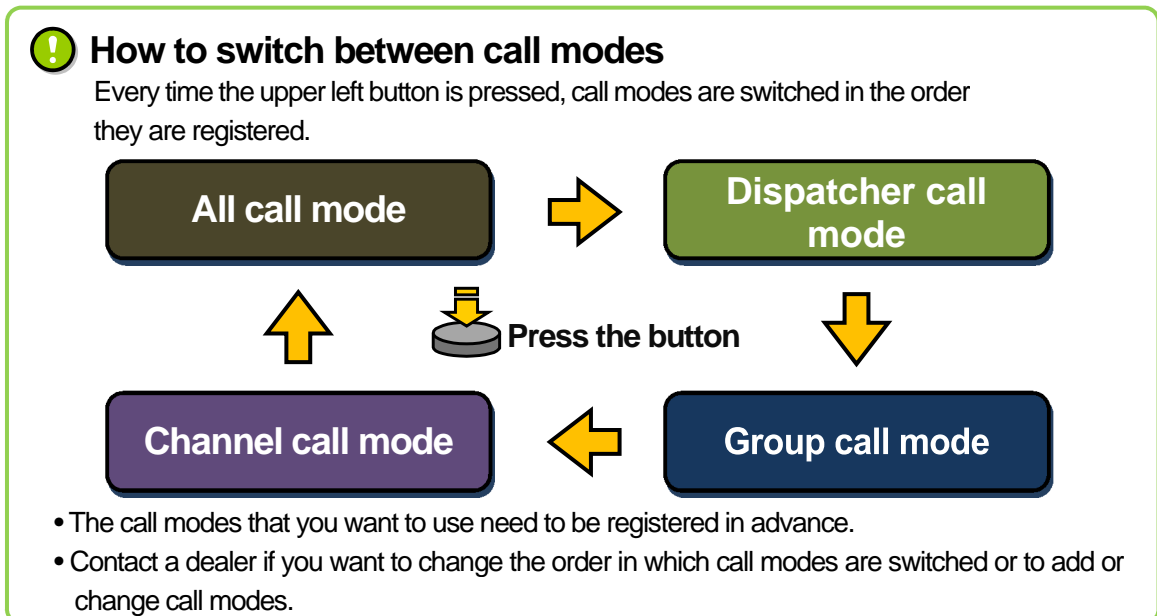 How to switch between call modes
Every time the upper left button is pressed, call modes are switched in the order
they are registered.
All call mode
Dispatcher call
mode
Press the button
Channel call mode
Group call mode
• The call modes that you want to use need to be registered in advance.
• Contact a dealer if you want to change the order in which call modes are switched or to add or
change call modes.